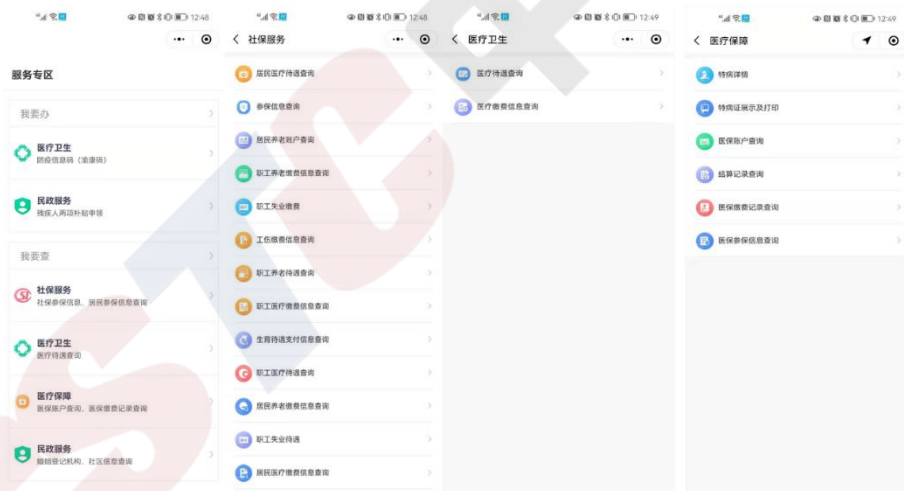 12:48
服务专区
我要办
医疗卫生
防疫信息码（渝康码）
民政服务
残疾人两项补贴申领
我要查
社保服务
社保参保信息、居民参保信息查询
医疗卫生
医疗待遇查询
医疗保障
医保账户查询、医保缴费记录查询
民政服务
婚姻登记机构、社区信息查询
12:48
社保服务
居民医疗待遇查询
参保信息查询
居民养老账户查询
职工养老缴费信息查询
职工失业缴费
工伤缴费信息查询
职工养老待遇查询
职工医疗缴费信息查询
生育待遇支付信息查询
职工医疗待遇查询
居民养老缴费信息查询
职工失业待遇
居民医疗缴费信息查询
12:49
医疗卫生
医疗待遇查询
医疗缴费信息查询
12:49
医疗保障
特病详情
特病证展示及打印
医保账户查询
结算记录查询
医保缴费记录查询
医保参保信息查询
STC